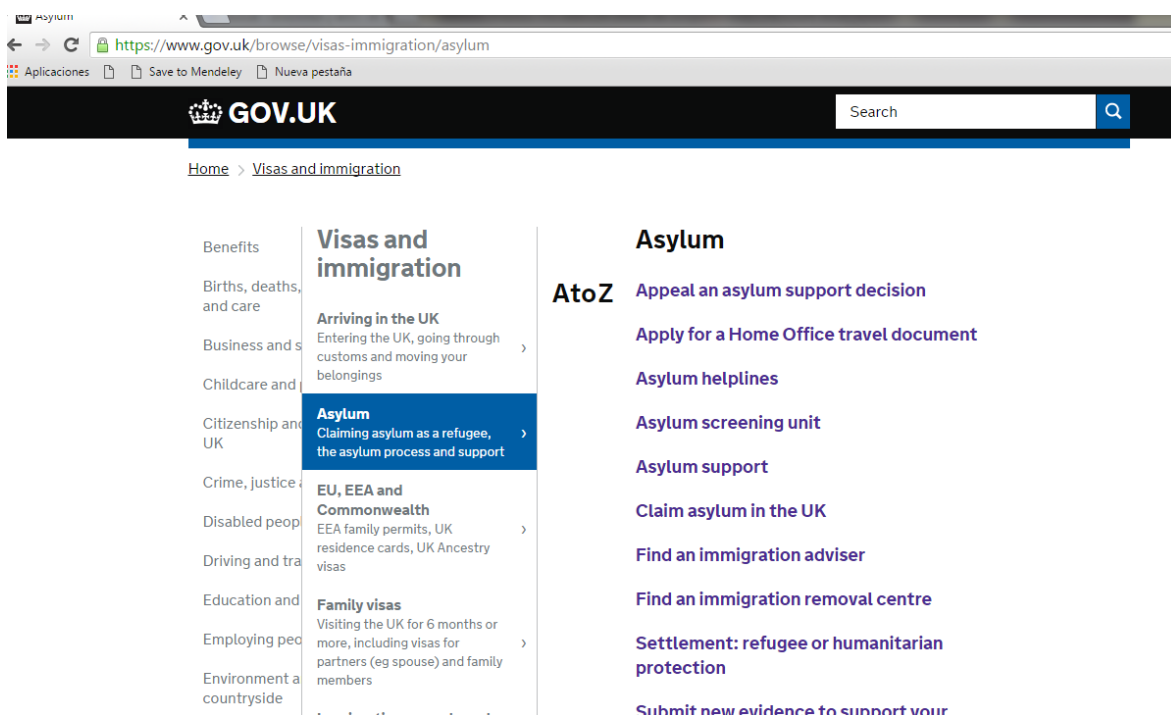 Asylum
https://www.gov.uk/browse/visas-immigration/asylum
Aplicaciones Save to Mendeley Nueva pestaña
GOV.UK
Search
Home > Visas and immigration
Benefits
Births, deaths,
and care
Business and s
Childcare and
Citizenship and
UK
Crime, justice
Disabled peop
Driving and tra
Education and
Employing peo
Environment a
countryside
Visas and
immigration
Arriving in the UK
Entering the UK, going through
customs and moving your
belongings
Asylum
Claiming asylum as a refugee,
the asylum process and support
EU, EEA and
Commonwealth
EEA family permits, UK
residence cards, UK Ancestry
visas
Family visas
Visiting the UK for 6 months or
more, including visas for
partners (eg spouse) and family
members
A to Z
Asylum
Appeal an asylum support decision
Apply for a Home Office travel document
Asylum helplines
Asylum screening unit
Asylum support
Claim asylum in the UK
Find an immigration adviser
Find an immigration removal centre
Settlement: refugee or humanitarian
protection
Submit new evidence to support your